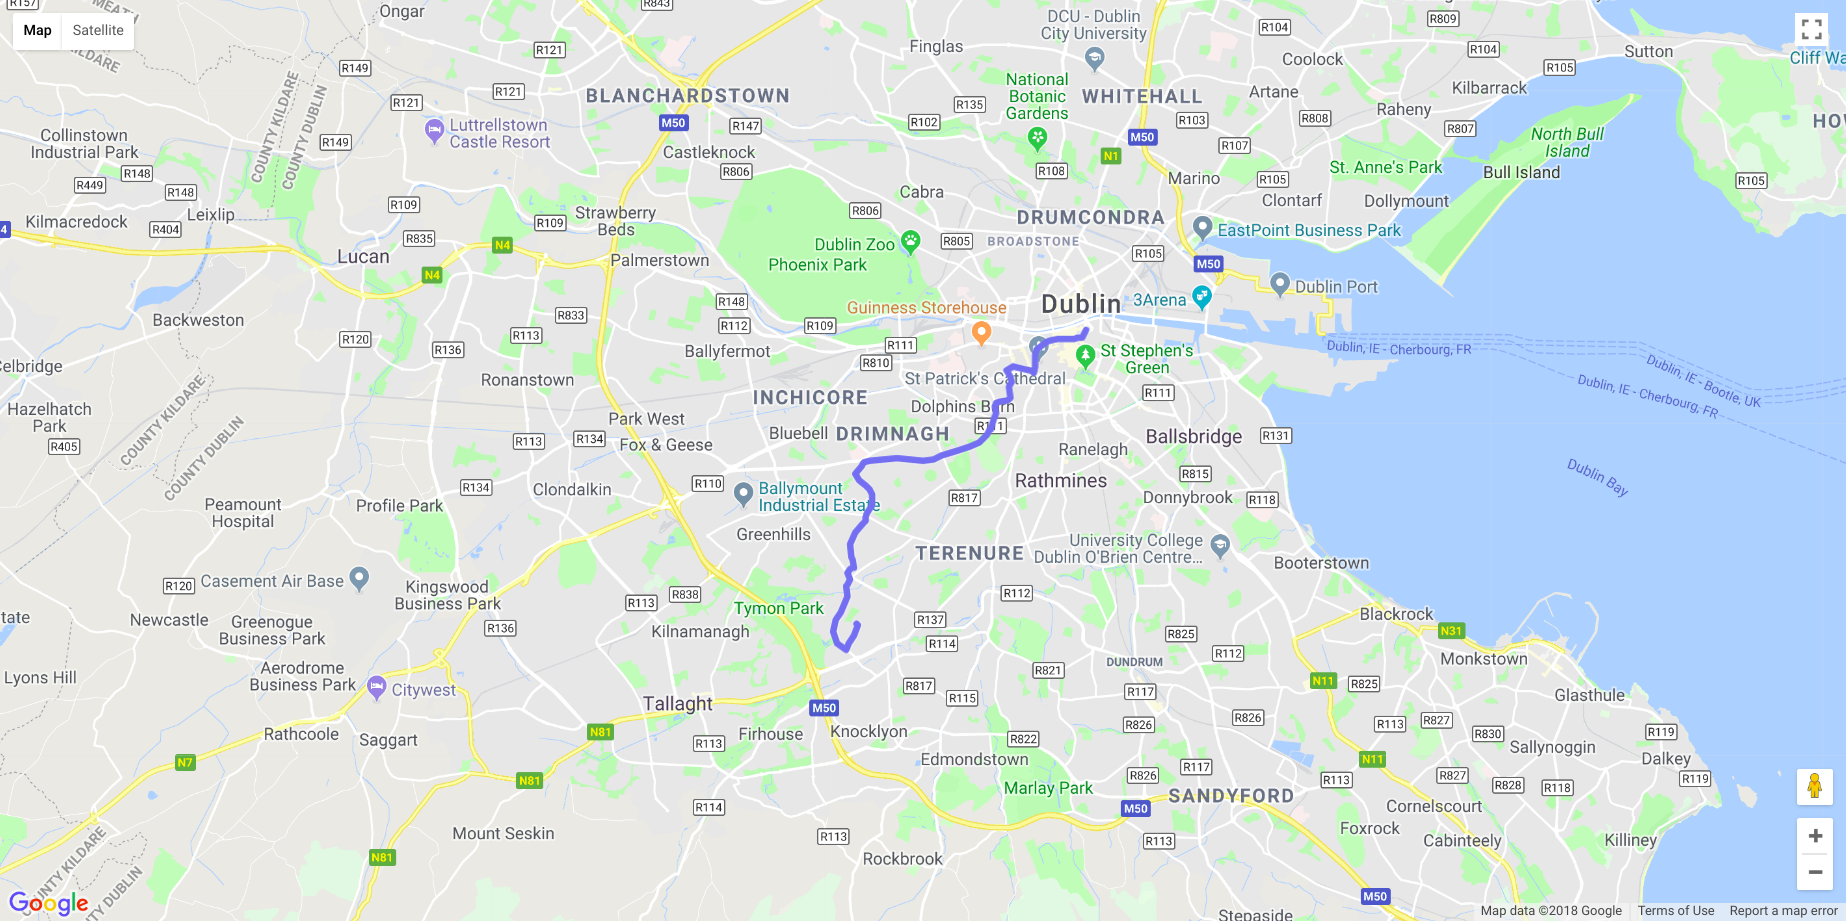 Map
Satellite
R157
MEATH
COUNTY KILDARE
Ongar
R843
DCU - Dublin
City University
R809
R104
R104
R104
Sutton
Cliff Wa
R121
Finglas
Coolock
R149
R105
Kilbarrack
BLANCHARDSTOWN
National
Botanic
Gardens
WHITEHALL
Artane
Raheny
R121
R121
R135
COUNTY KILDARE
COUNTY DUBLIN
M50
R147
R102
R103
R808
R807
North Bull
Island
HOW
Collinstown
Industrial Park
Luttrellstown
Castle Resort
R149
M50
R107
Castleknock
N1
R806
R108
St. Anne's Park
Bull Island
R148
R449
R148
Marino
R105
R105
Cabra
Clontarf
Dollymount
Kilmacredock
Leixlip
R109
Strawberry
Beds
R806
DRUMCONDRA
R404
R109
EastPoint Business Park
4
R835
N4
Dublin Zoo
Phoenix Park
R805
BROADSTONE
R105
Lucan
Palmerstown
M50
N4
Dublin Port
R148
Guinness Storehouse
Dublin
3Arena
Backweston
R833
R112
R109
R120
R113
R111
Ballyfermot
R136
R810
St Stephen's
Green
Dublin, IE - Cherbourg, FR
Dublin, IE - Bootle, UK
Celbridge
Ronanstown
St Patrick's Cathedral
R111
Dublin, IE - Cherbourg, FR
INCHICORE
Dolphins Barn
Hazelhatch
Park
COUNTY KILDARE
COUNTY DUBLIN
Park West
R111
R405
R113
R134
Fox & Geese
Bluebell
DRIMNAGH
Ranelagh
Ballsbridge
R131
R134
R110
R815
Dublin Bay
Clondalkin
Ballymount
Industrial Estate
Rathmines
R817
Donnybrook
R118
Peamount
Hospital
Profile Park
Greenhills
TERENURE
University College
Dublin O'Brien Centre...
Booterstown
Casement Air Base
R120
Kingswood
Business Park
R838
R113
R112
Tymon Park
Blackrock
tate
Newcastle
Greenogue
Business Park
R136
Kilnamanagh
R137
R114
R825
N31
R112
Monkstown
Aerodrome
Business Park
DUNDRUM
Lyons Hill
Citywest
R821
N11
R825
R817
R115
R117
Glasthule
Tallaght
M50
R826
R826
R113
R827
R119
Rathcoole
Saggart
N81
R113
Firhouse
Knocklyon
R822
R830
Sallynoggin
Dalkey
N7
Edmondstown
N11
R826
R117
R113
R827
R828
R118
R119
N81
Marlay Park
SANDYFORD
R114
M50
Cornelscourt
Mount Seskin
R113
R113
Foxrock
Cabinteely
Killiney
COUNTY KILDARE
COUNTY DUBLIN
N81
Rockbrook
M50
Google
Stepaside
Map data ©2018 Google
Terms of Use
Report a map error